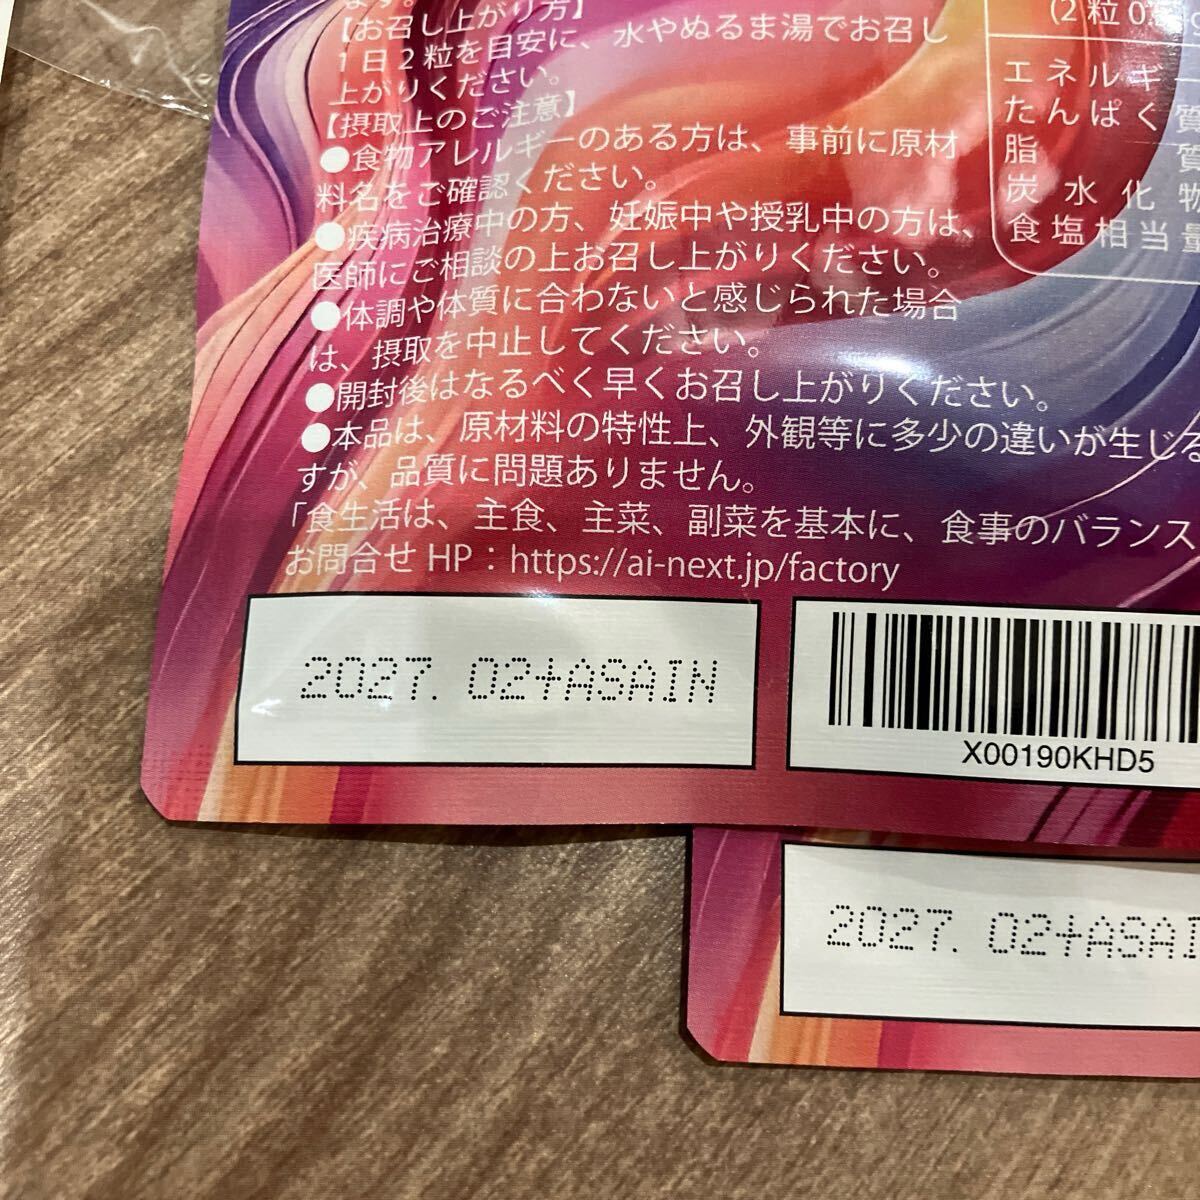 ます。
【お召し上がり方】
1日2粒を目安に、水やぬるま湯でお召し
上がりください。
【摂取上のご注意】
●食物アレルギーのある方は、事前に原材
料名をご確認ください。
●疾病治療中の方、妊娠中や授乳中の方は、
医師にご相談の上お召し上がりください。
●体調や体質に合わないと感じられた場合
は、摂取を中止してください。
●開封後はなるべく早くお召し上がりください。
●本品は、原材料の特性上、外観等に多少の違いが生じる
すが、品質に問題ありません。
「食生活は、主食、主菜、副菜を基本に、食事のバランス
お問合せ HP：https://ai-next.jp/factory
(2粒 0.
エネルギー
たんぱく質
脂質
炭水化物
食塩相当量
2027. 02+ASAIN
X00190KHD5
2027. 02+ASAI